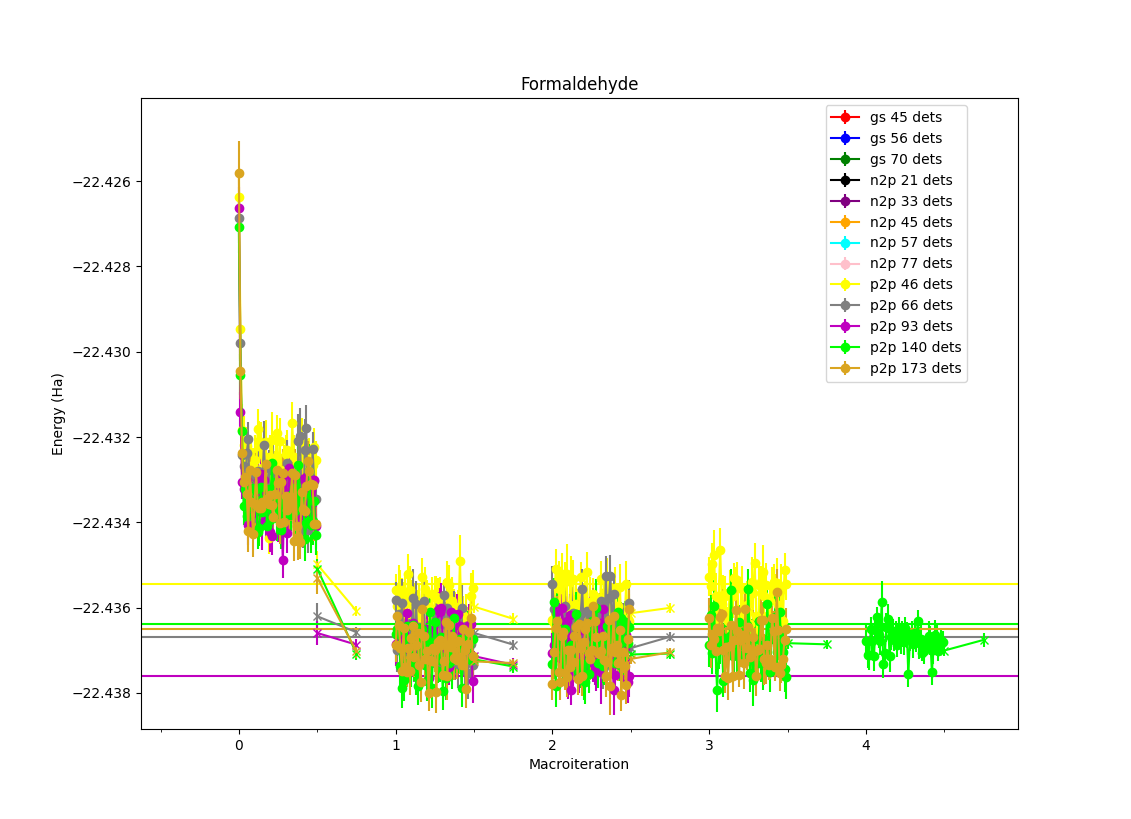 Formaldehyde
gs 45 dets
gs 56 dets
gs 70 dets
n2p 21 dets
n2p 33 dets
n2p 45 dets
n2p 57 dets
n2p 77 dets
p2p 46 dets
p2p 66 dets
p2p 93 dets
p2p 140 dets
p2p 173 dets
Energy (Ha)
−22.426
−22.428
−22.430
−22.432
−22.434
−22.436
−22.438
0 1 2 3 4
Macroiteration